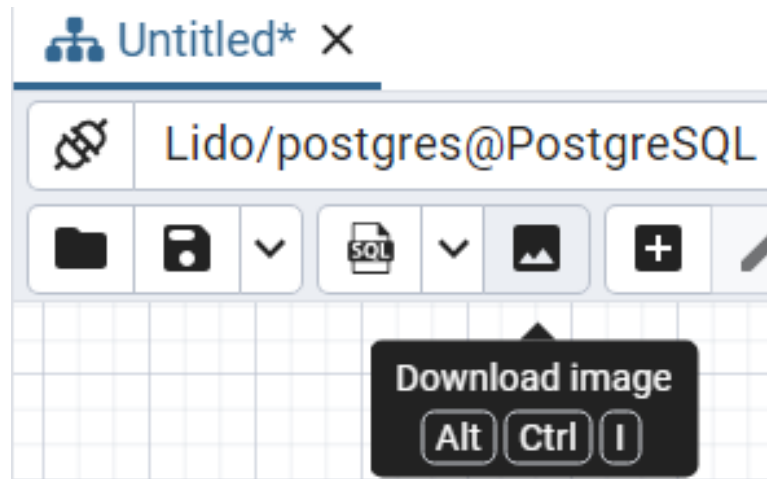 Untitled*
Lido/postgres@PostgreSQL
SQL
Download image
Alt Ctrl I